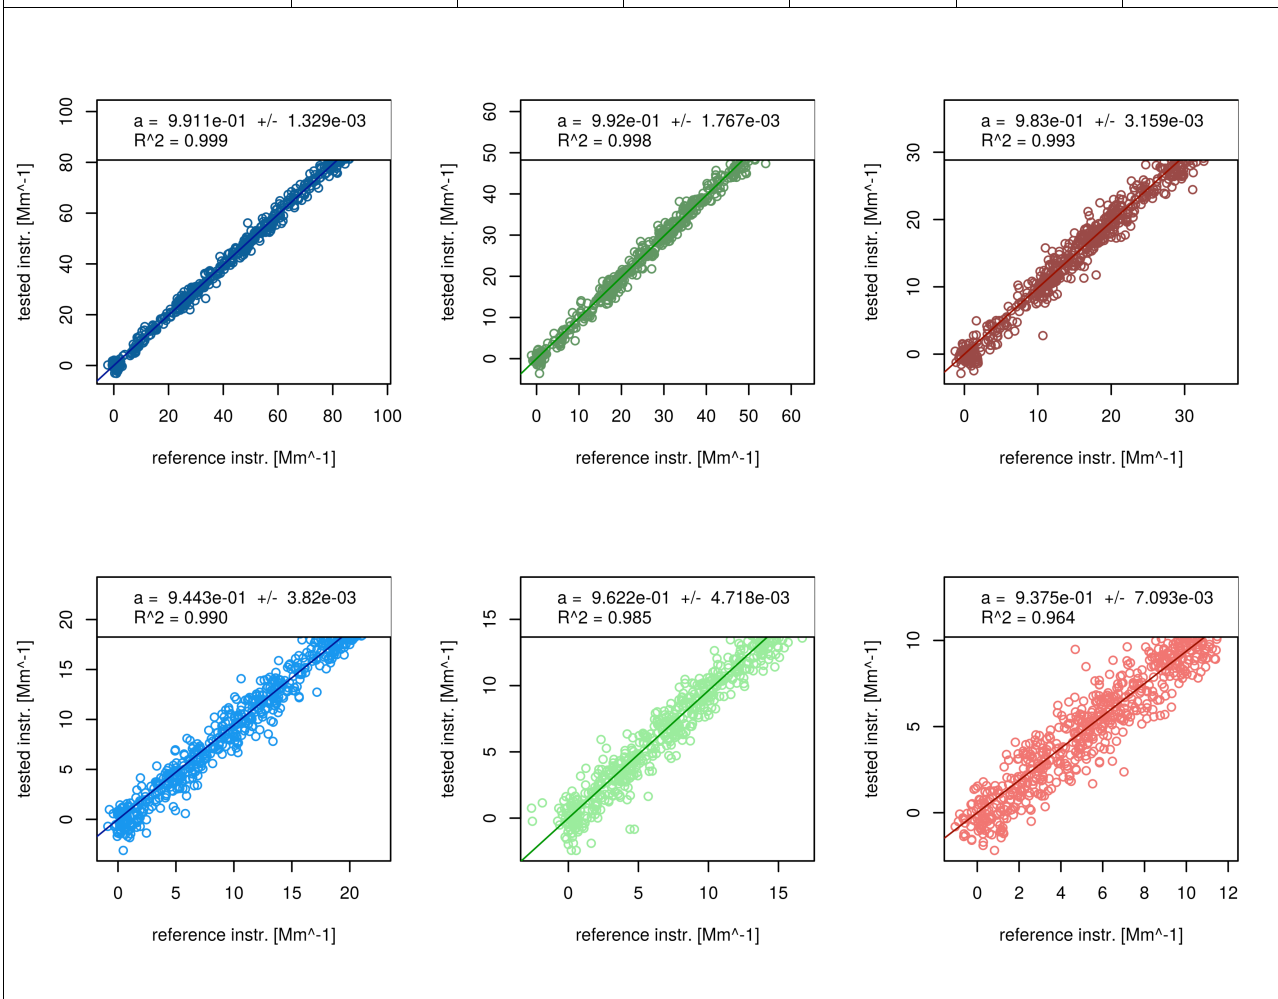 a = 9.911e-01 +/- 1.329e-03
R^2 = 0.999
tested instr. [Mm^-1]
0 20 40 60 80 100
0 20 40 60 80 100
reference instr. [Mm^-1]
a = 9.92e-01 +/- 1.767e-03
R^2 = 0.998
tested instr. [Mm^-1]
0 10 20 30 40 50 60
0 10 20 30 40 50 60
reference instr. [Mm^-1]
a = 9.83e-01 +/- 3.159e-03
R^2 = 0.993
tested instr. [Mm^-1]
0 10 20 30
0 10 20 30
reference instr. [Mm^-1]
a = 9.443e-01 +/- 3.82e-03
R^2 = 0.990
tested instr. [Mm^-1]
0 5 10 15 20
0 5 10 15 20
reference instr. [Mm^-1]
a = 9.622e-01 +/- 4.718e-03
R^2 = 0.985
tested instr. [Mm^-1]
0 5 10 15
0 5 10 15
reference instr. [Mm^-1]
a = 9.375e-01 +/- 7.093e-03
R^2 = 0.964
tested instr. [Mm^-1]
0 5 10
0 2 4 6 8 10 12
reference instr. [Mm^-1]